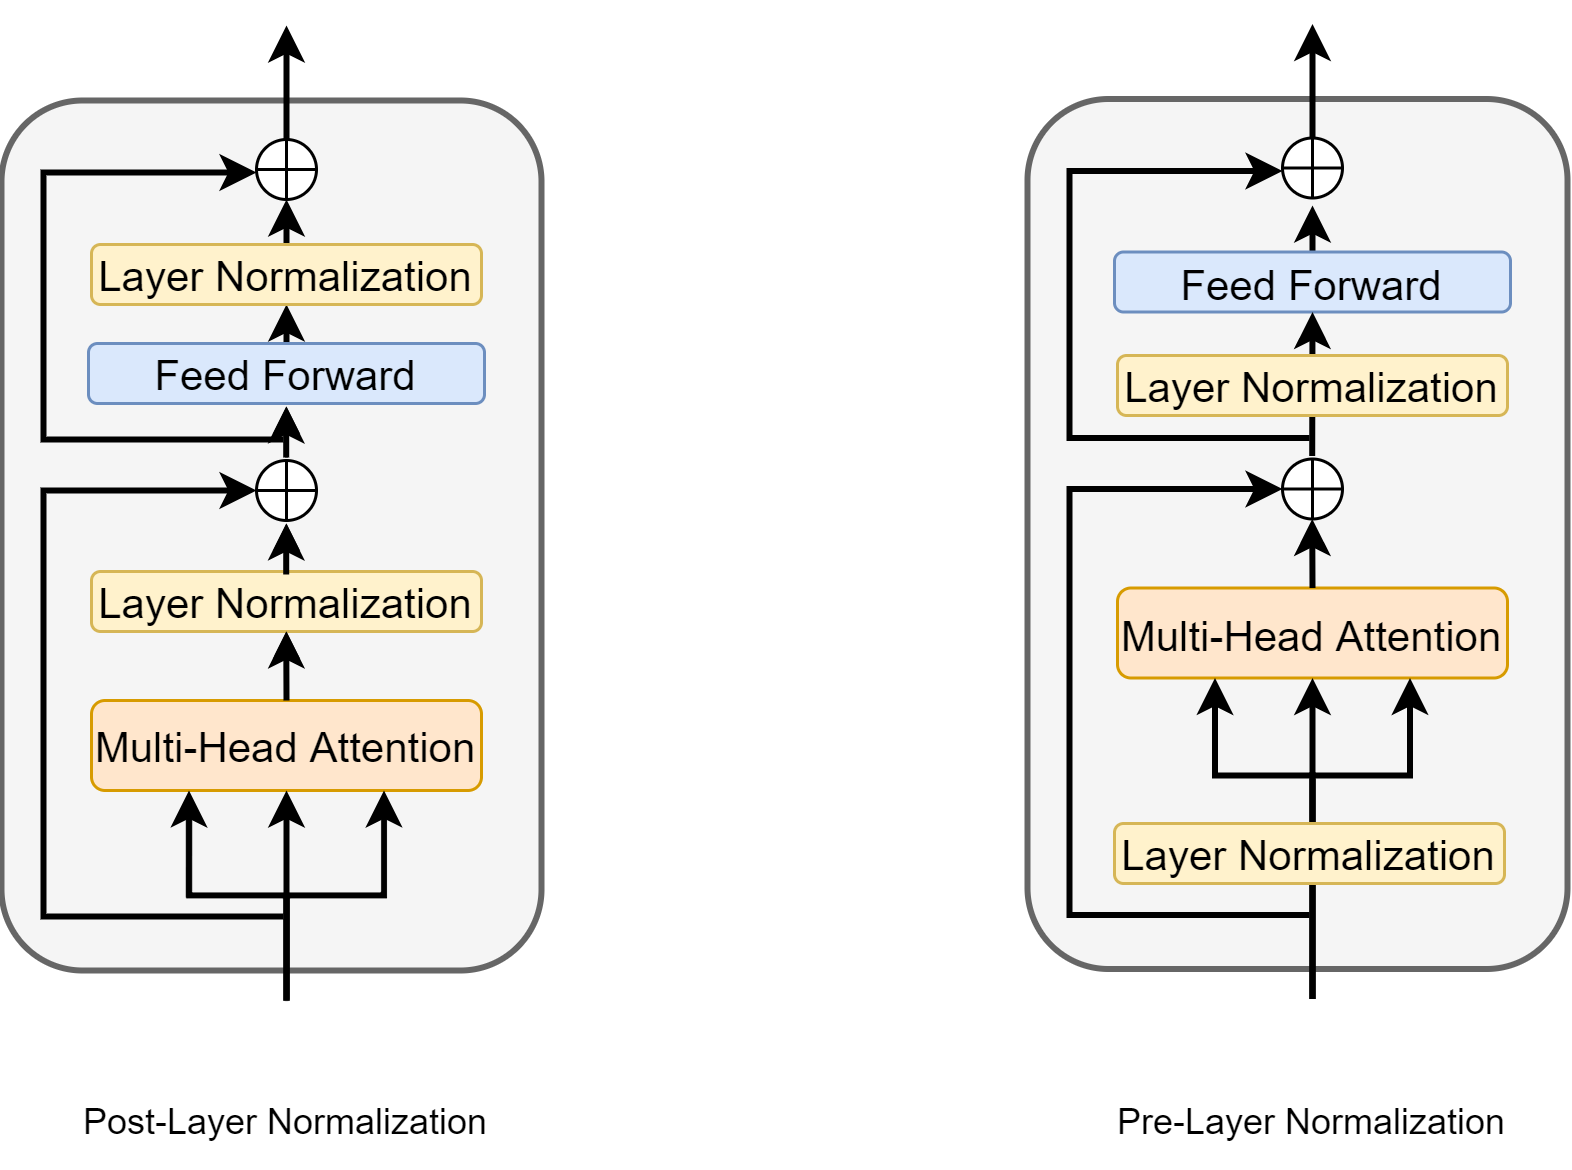 Layer Normalization
Feed Forward
Layer Normalization
Multi-Head Attention
Post-Layer Normalization
Feed Forward
Layer Normalization
Multi-Head Attention
Layer Normalization
Pre-Layer Normalization